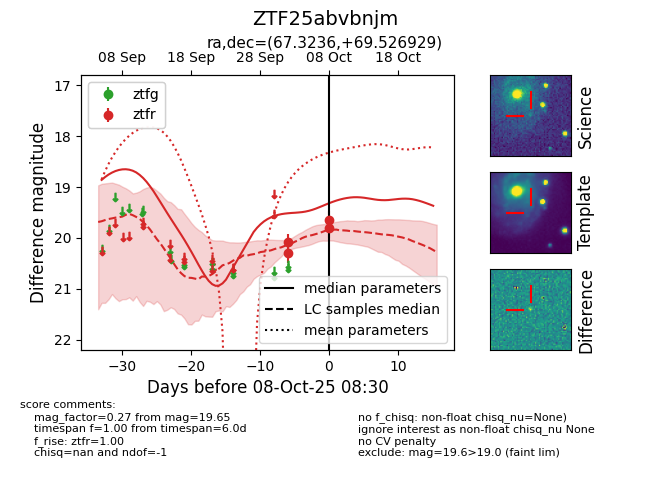 ZTF25abvbnjm
ra,dec=(67.3236,+69.526929)
08 Sep 18 Sep 28 Sep 08 Oct 18 Oct
17
18
19
20
21
22
Difference magnitude
ztfg
ztfr
median parameters
LC samples median
mean parameters
−30 −20 −10 0 10
Days before 08-Oct-25 08:30
Science
Template
Difference
score comments:
mag_factor=0.27 from mag=19.65
timespan f=1.00 from timespan=6.0d
f_rise: ztfr=1.00
chisq=nan and ndof=-1
no f_chisq: non-float chisq_nu=None)
ignore interest as non-float chisq_nu None
no CV penalty
exclude: mag=19.6>19.0 (faint lim)